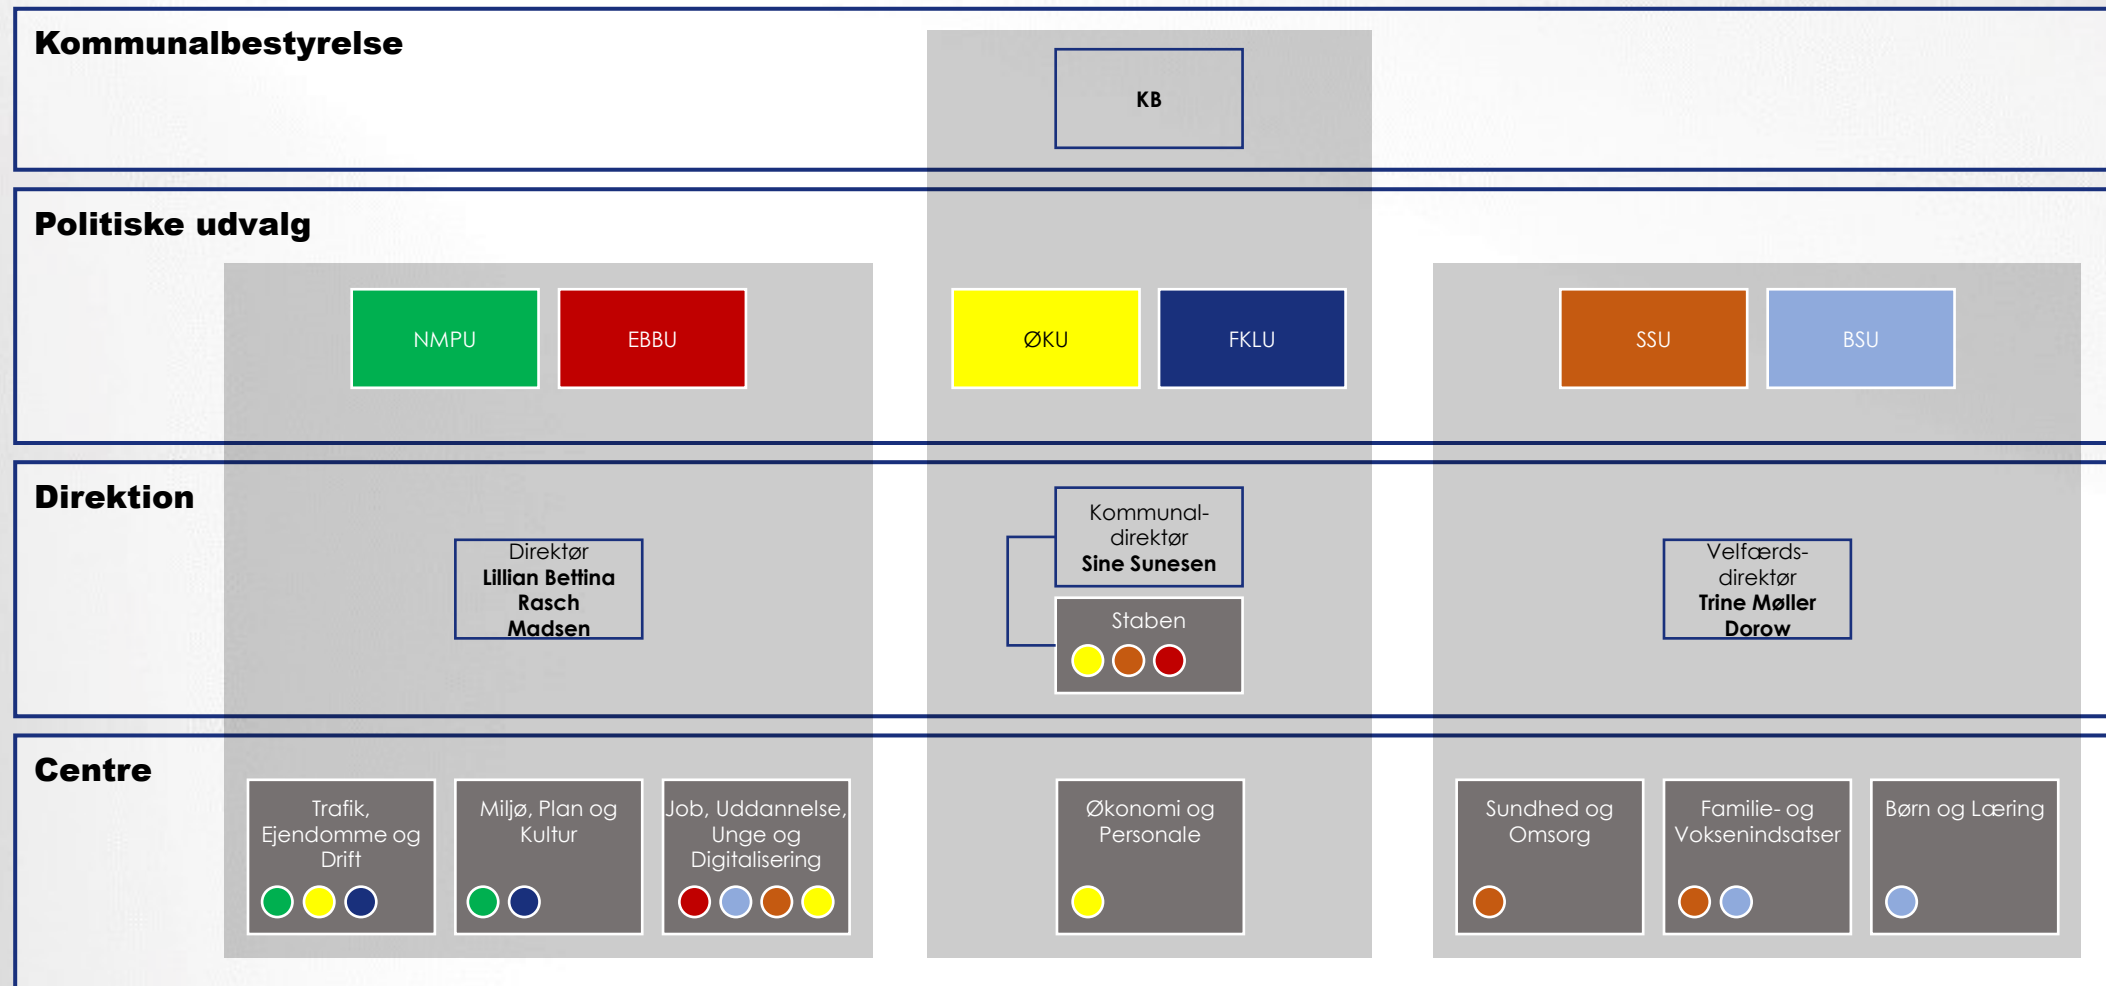 Kommunalbestyrelse
KB
Politiske udvalg
NMPU
EBBU
ØKU
FKLU
SSU
BSU
Direktion
Direktør
Lillian Bettina
Rasch
Madsen
Kommunal-
direktør
Sine Sunesen
Staben
Velfærds-
direktør
Trine Møller
Dorow
Centre
Trafik,
Ejendomme og
Drift
Miljø, Plan og
Kultur
Job, Uddannelse,
Unge og
Digitalisering
Økonomi og
Personale
Sundhed og
Omsorg
Familie- og
Voksenindsatser
Børn og Læring